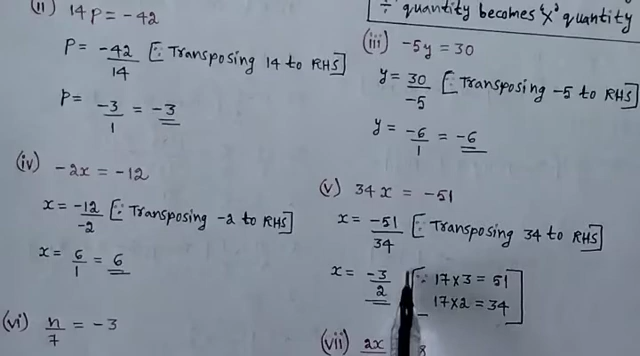 (ii) 14p = -42
p = -42/14 [∵ Transposing 14 to RHS]
p = -3/1 = -3
÷ quantity becomes 'x' quantity
(iii) -5y = 30
y = 30/-5 [∵ Transposing -5 to RHS]
y = -6/1 = -6
(iv) -2x = -12
x = -12/-2 [∵ Transposing -2 to RHS]
x = 6/1 = 6
(v) 34x = -51
x = -51/34 [∵ Transposing 34 to RHS]
x = -3/2 [∵ 17×3 = 51
17×2 = 34]
(vi) n/7 = -3
(vii) 2x